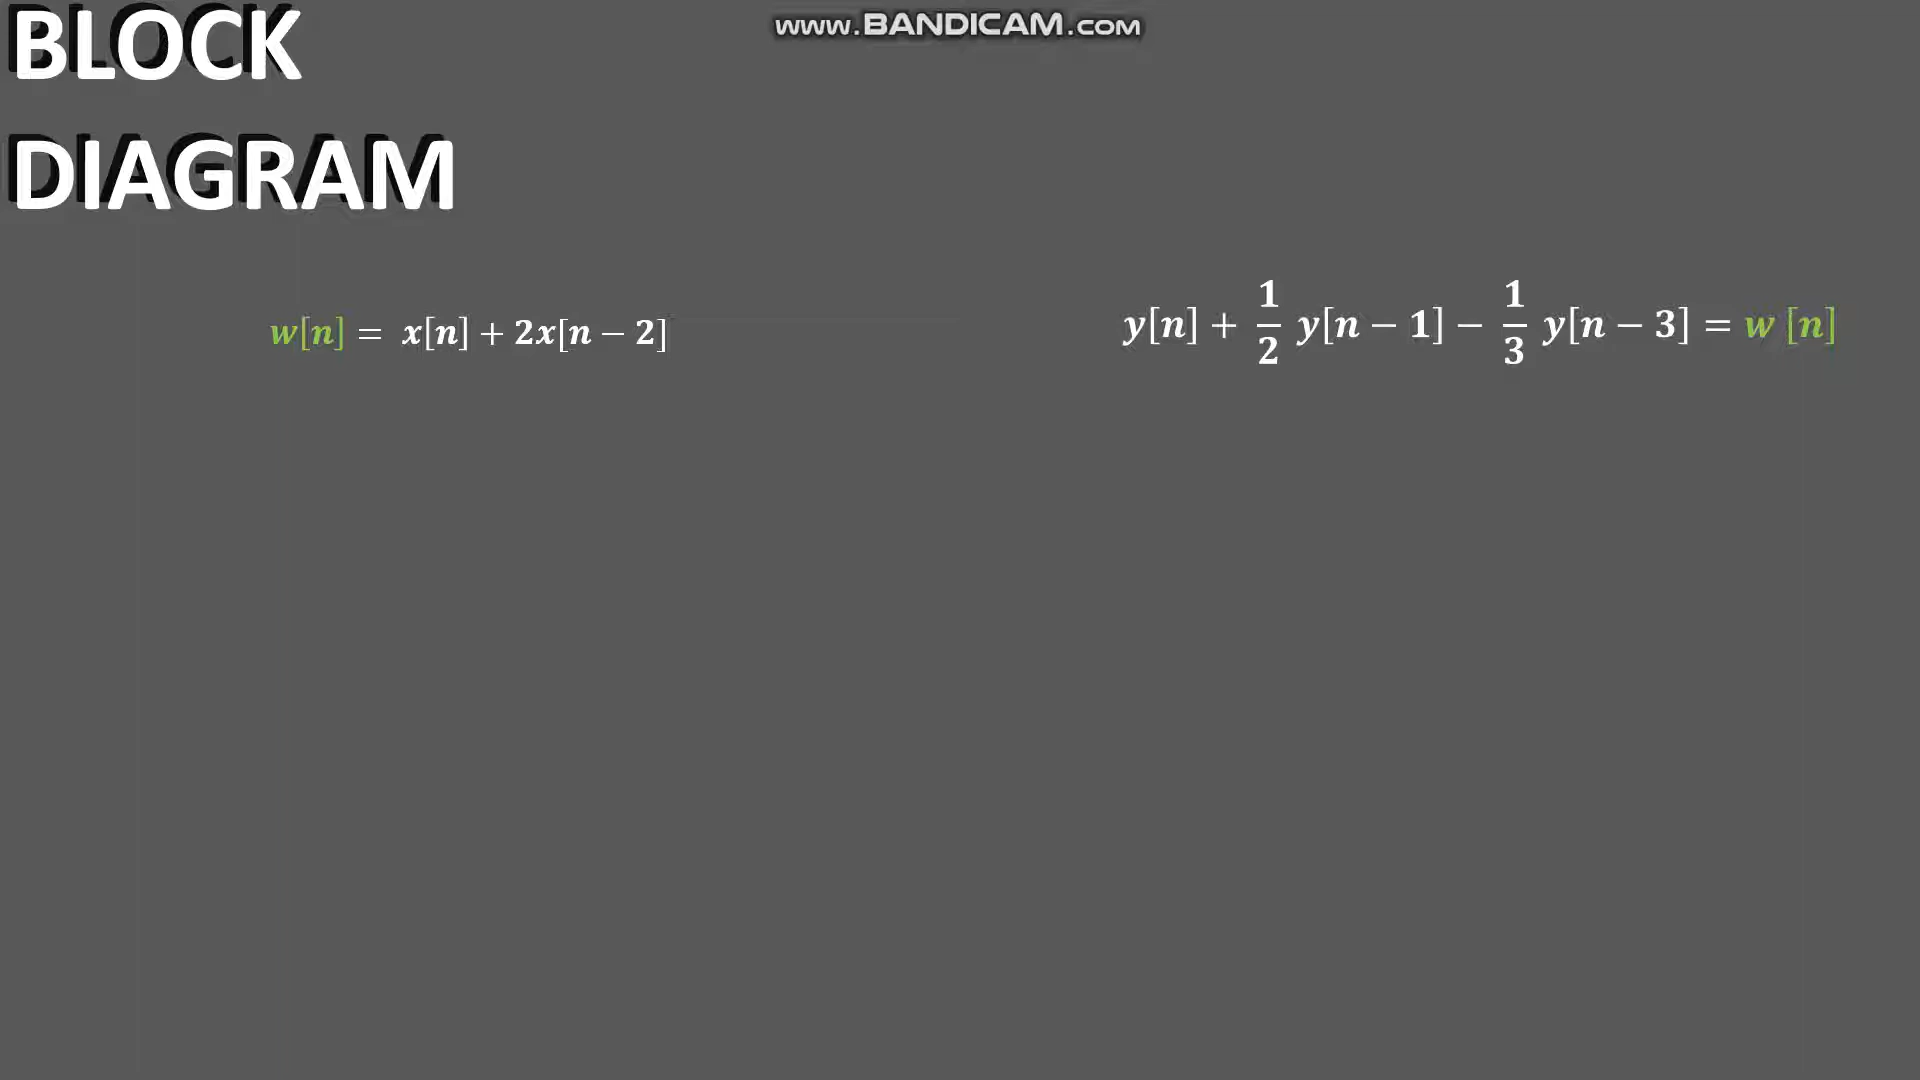 www.BANDICAM.com
BLOCK
DIAGRAM
w[n] = x[n] + 2x[n − 2]
y[n] + 1/2 y[n − 1] − 1/3 y[n − 3] = w [n]